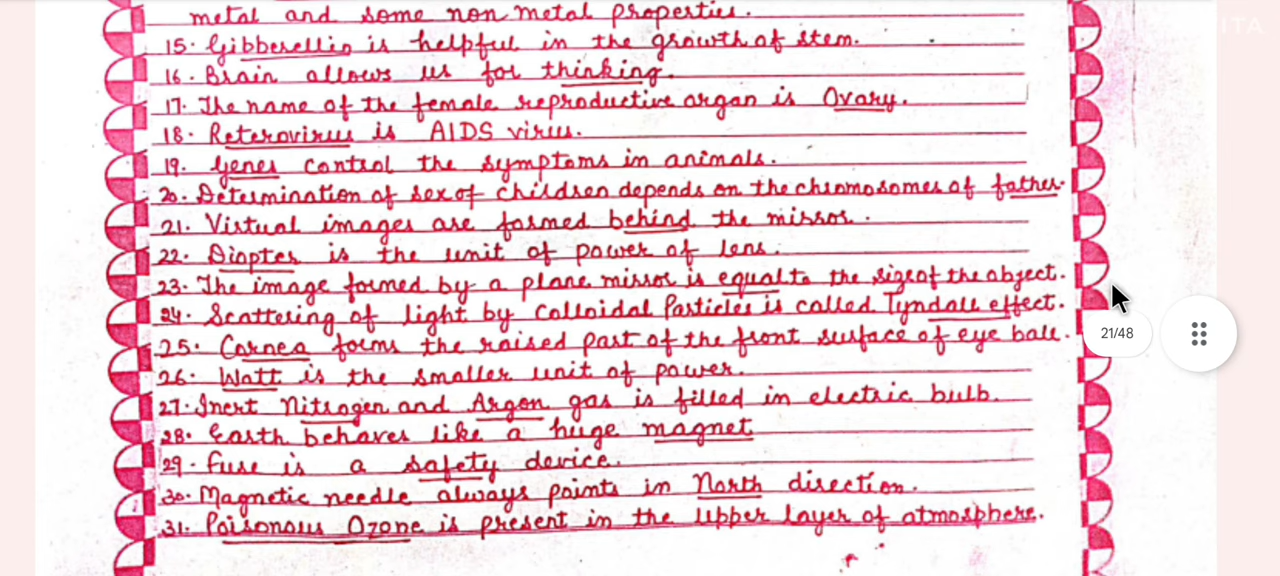 metal and some non metal properties.
15. Gibberellin is helpful in the growth of stem.
16. Brain allows us for thinking.
17. The name of the female reproductive organ is Ovary.
18. Reterovirus is AIDS virus.
19. Genes control the symptoms in animals.
20. Determination of sex of children depends on the chromosomes of father.
21. Virtual images are formed behind the mirror.
22. Diopter is the unit of power of lens.
23. The image formed by a plane mirror is equal to the size of the object.
24. Scattering of light by colloidal Particles is called Tyndall effect.
25. Cornea forms the raised part of the front surface of eye ball.
26. Watt is the smaller unit of power.
27. Inert Nitrogen and Argon gas is filled in electric bulb.
28. Earth behaves like a huge magnet
29. Fuse is a safety device.
30. Magnetic needle always points in North direction.
31. Poisonous Ozone is present in the Upper layer of atmosphere.
21/48